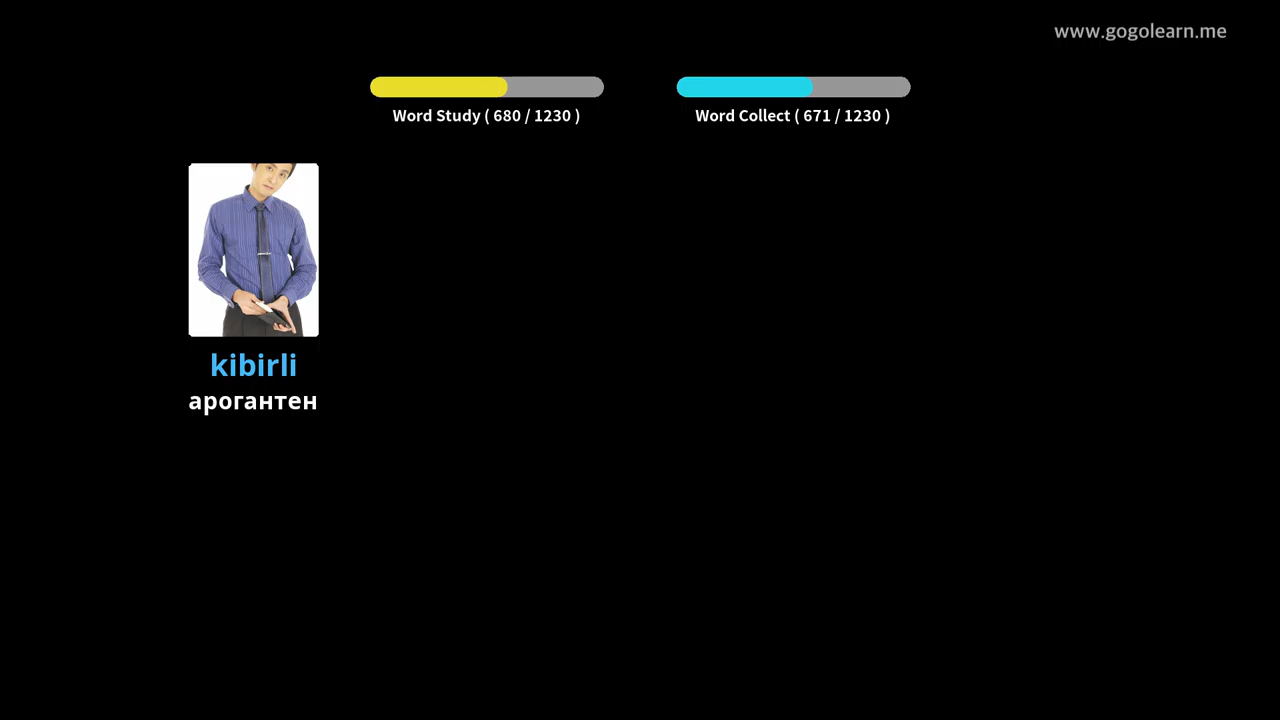 www.gogolearn.me
Word Study ( 680 / 1230 )
Word Collect ( 671 / 1230 )
kibirli
арогантен